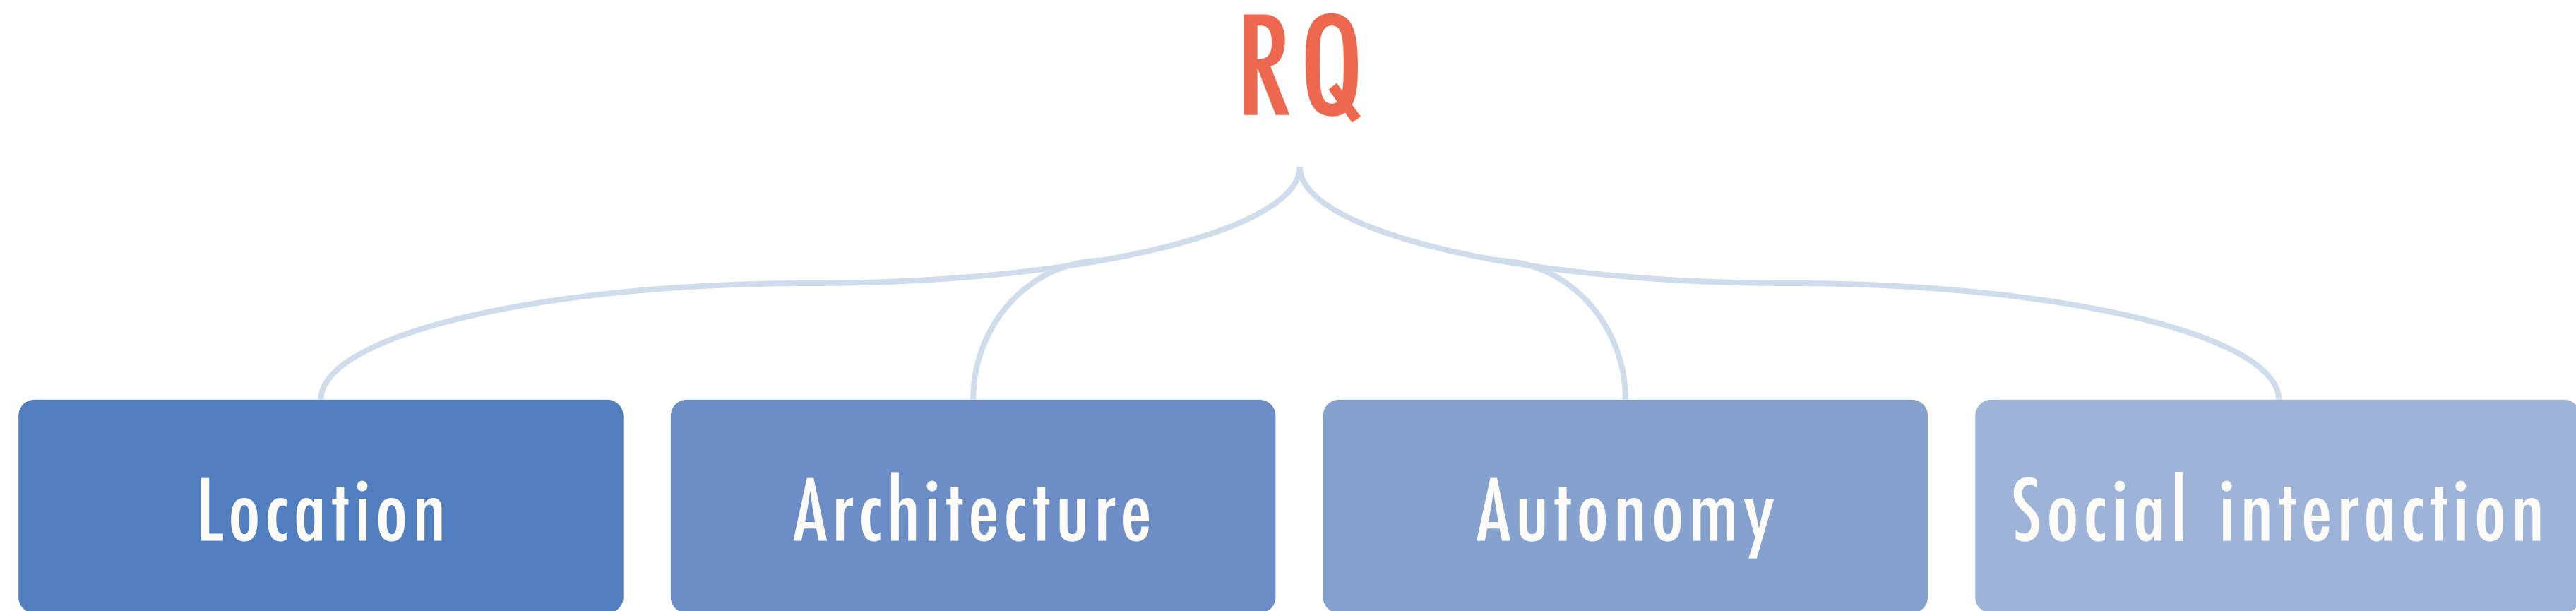 RQ
Location
Architecture
Autonomy
Social interaction